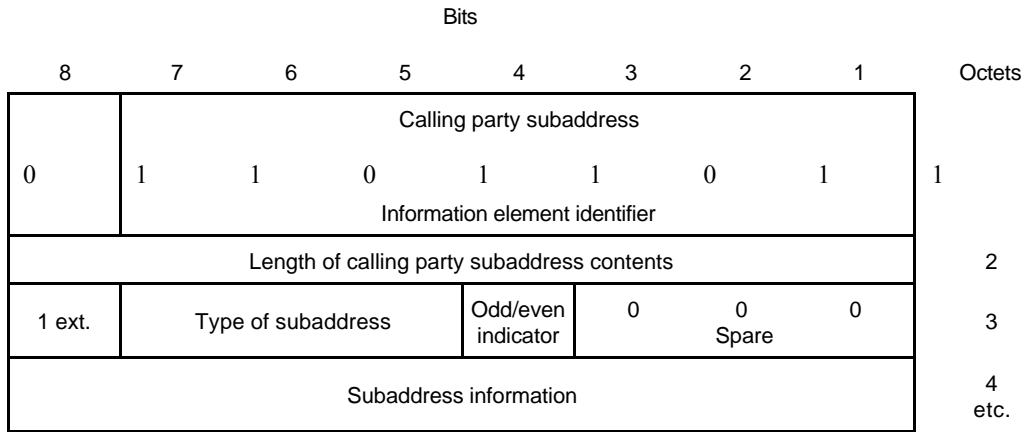 Bits
8 7 6 5 4 3 2 1 Octets
Calling party subaddress
0 1 1 0 1 1 0 1 1
Information element identifier
Length of calling party subaddress contents 2
1 ext. Type of subaddress Odd/even indicator 0 0 0 Spare 3
Subaddress information 4 etc.